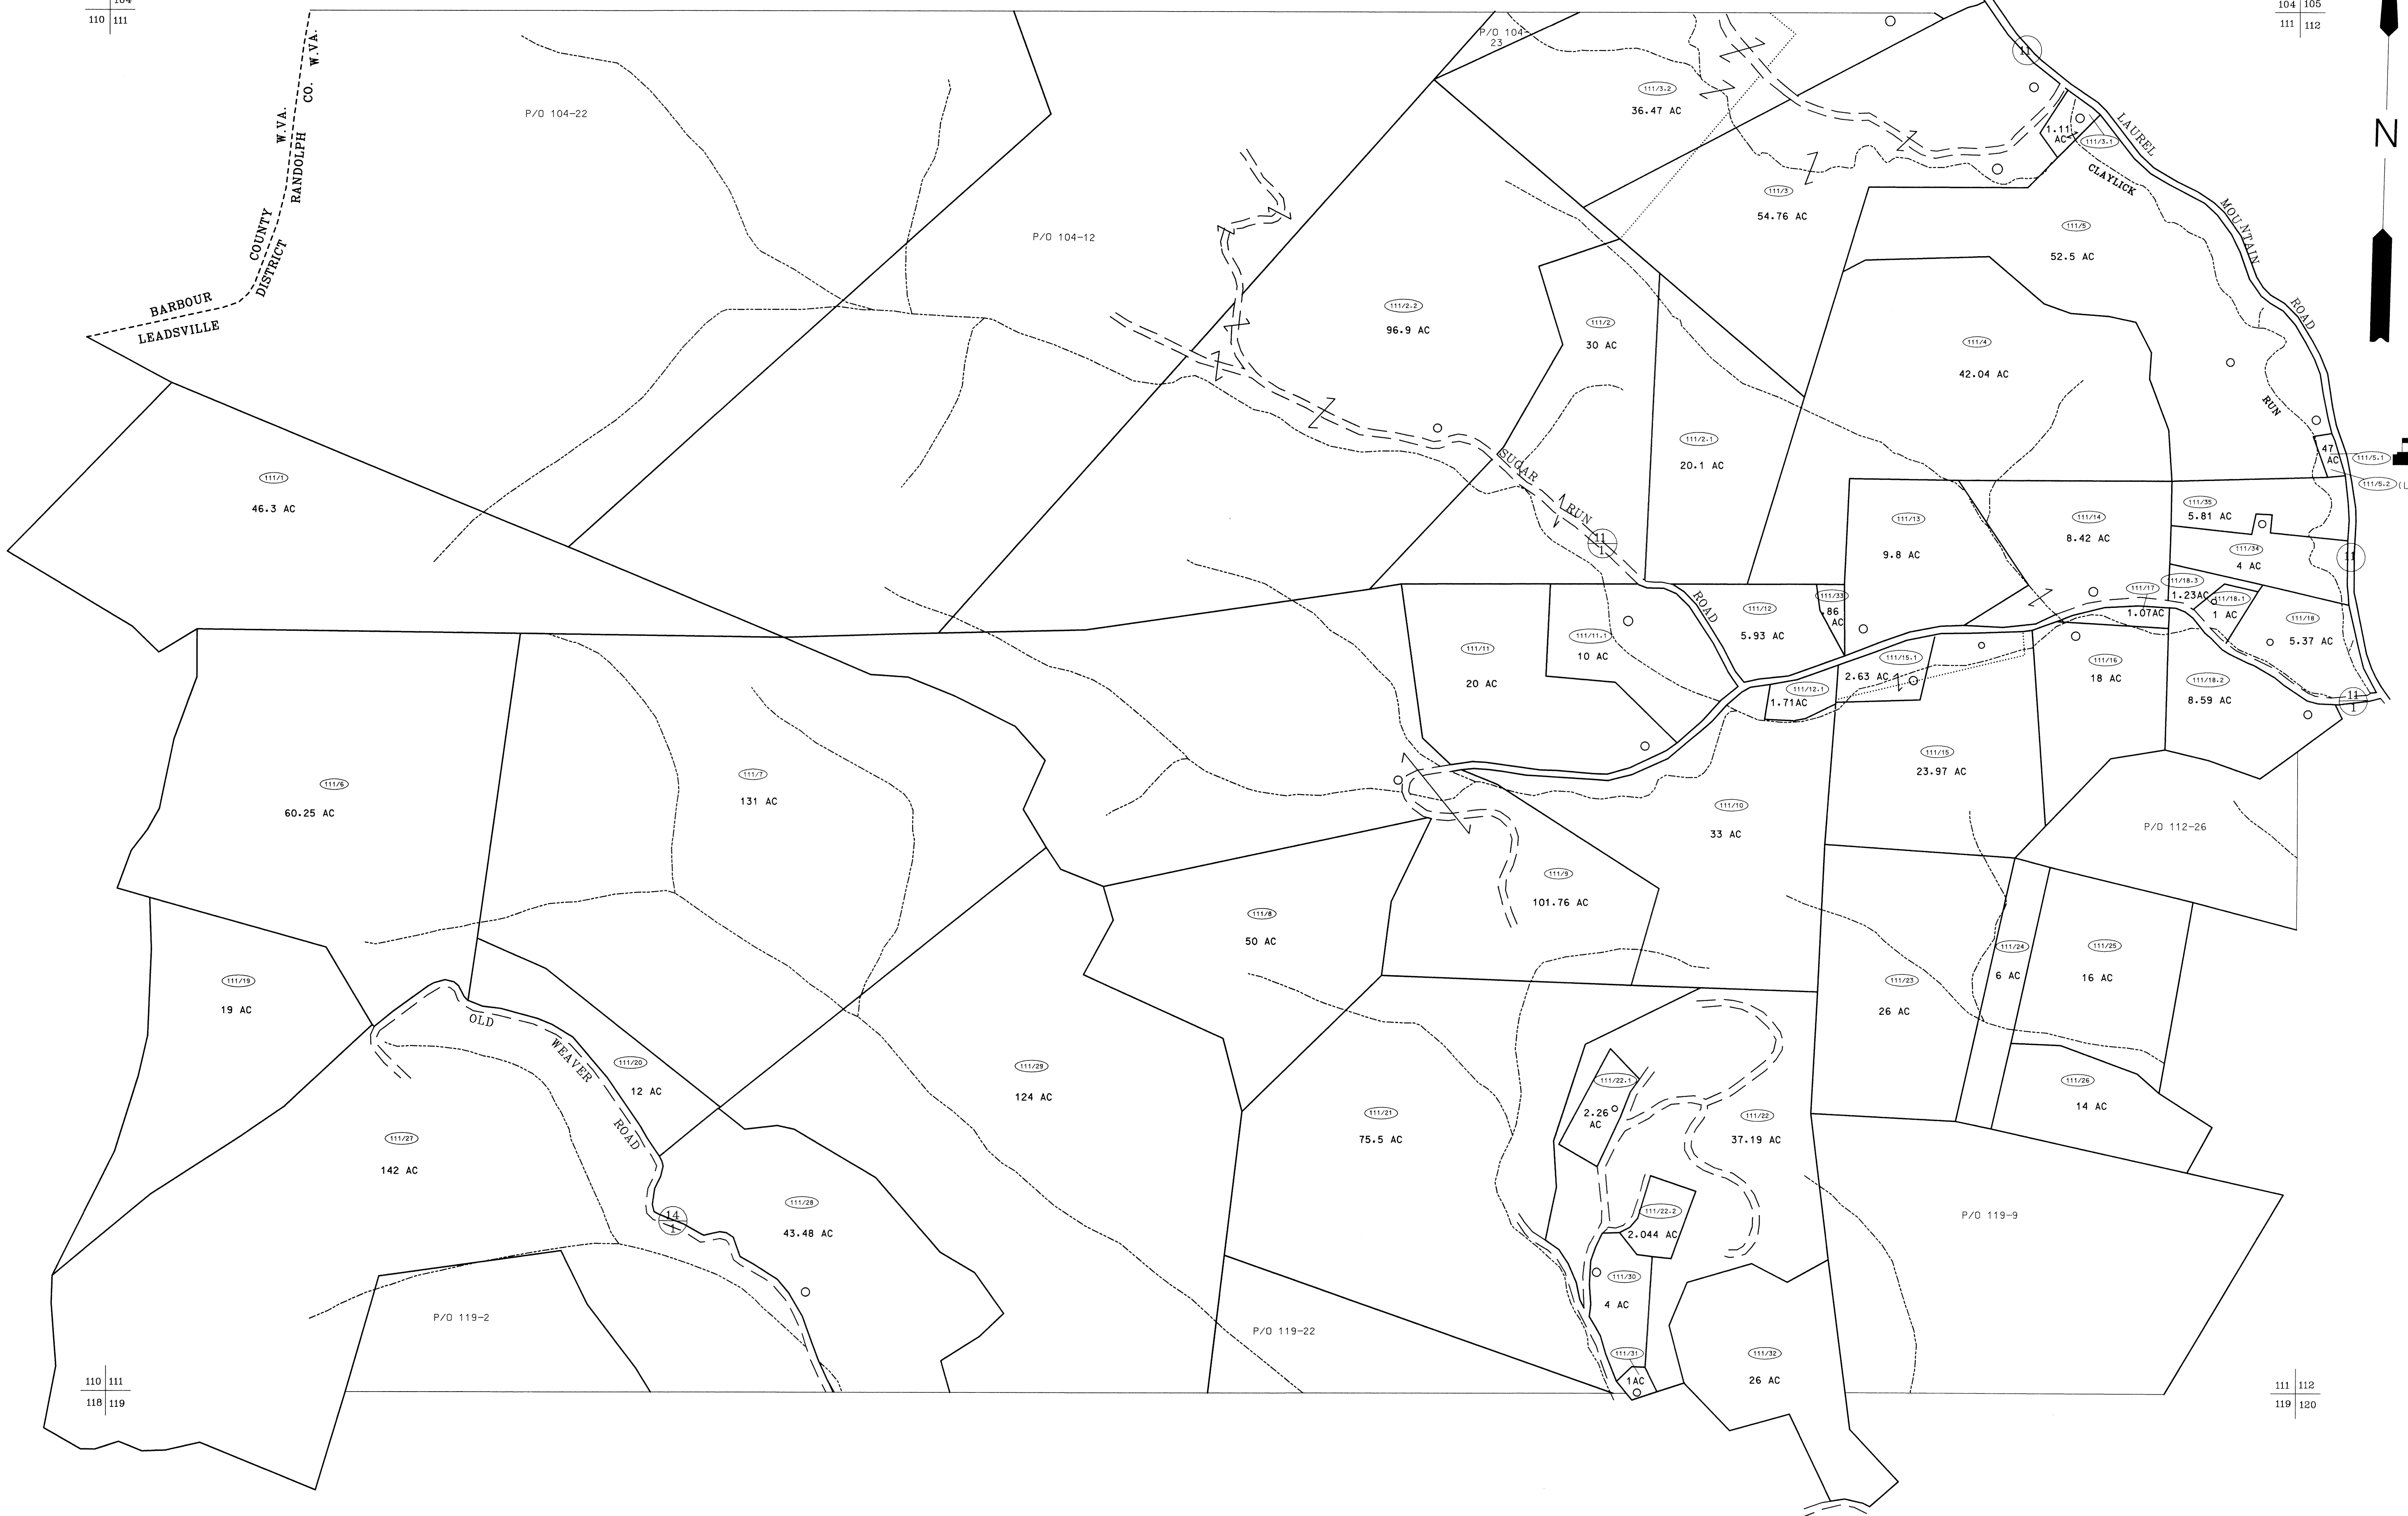 104
110 111
104 105
111 112
N
W.VA.
CO. W.VA.
COUNTY
RANDOLPH
DISTRICT
BARBOUR
LEADSVILLE
P/O 104-22
P/O 104-12
P/O 104-
23
111/3.2
36.47 AC
11
1.11
AC
111/3.1
LAUREL
MOUNTAIN
ROAD
CLAYLICK
RUN
111/3
54.76 AC
111/5
52.5 AC
111/2.2
96.9 AC
111/2
30 AC
111/4
42.04 AC
111/2.1
20.1 AC
47
AC
111/5.1
111/5.2 (L
111/1
46.3 AC
SUGAR
RUN
ROAD
11
1
111/13
9.8 AC
111/14
8.42 AC
111/35
5.81 AC
111/34
4 AC
11
111/12
5.93 AC
111/33
.86
AC
111/17
1.07AC
111/18.3
1.23AC
111/18.1
1 AC
111/18
5.37 AC
111/11
20 AC
111/11.1
10 AC
111/12.1
1.71AC
111/15.1
2.63 AC
111/16
18 AC
111/18.2
8.59 AC
11
1
111/6
60.25 AC
111/7
131 AC
111/10
33 AC
111/15
23.97 AC
P/O 112-26
111/8
50 AC
111/9
101.76 AC
111/19
19 AC
111/23
26 AC
111/24
6 AC
111/25
16 AC
OLD
WEAVER
ROAD
111/20
12 AC
111/29
124 AC
111/21
75.5 AC
111/22.1
2.26
AC
111/22
37.19 AC
111/26
14 AC
111/27
142 AC
14
1
111/28
43.48 AC
111/22.2
2.044 AC
P/O 119-9
111/30
4 AC
P/O 119-2
P/O 119-22
111/31
1AC
111/32
26 AC
110 111
118 119
111 112
119 120